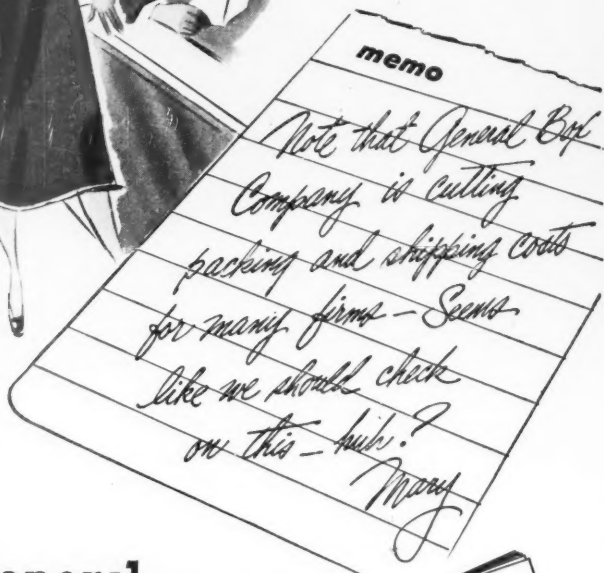 memo
Note that General Box
Company is cutting
packing and shipping costs
for many firms — Seems
like we should check
on this — huh?
Mary